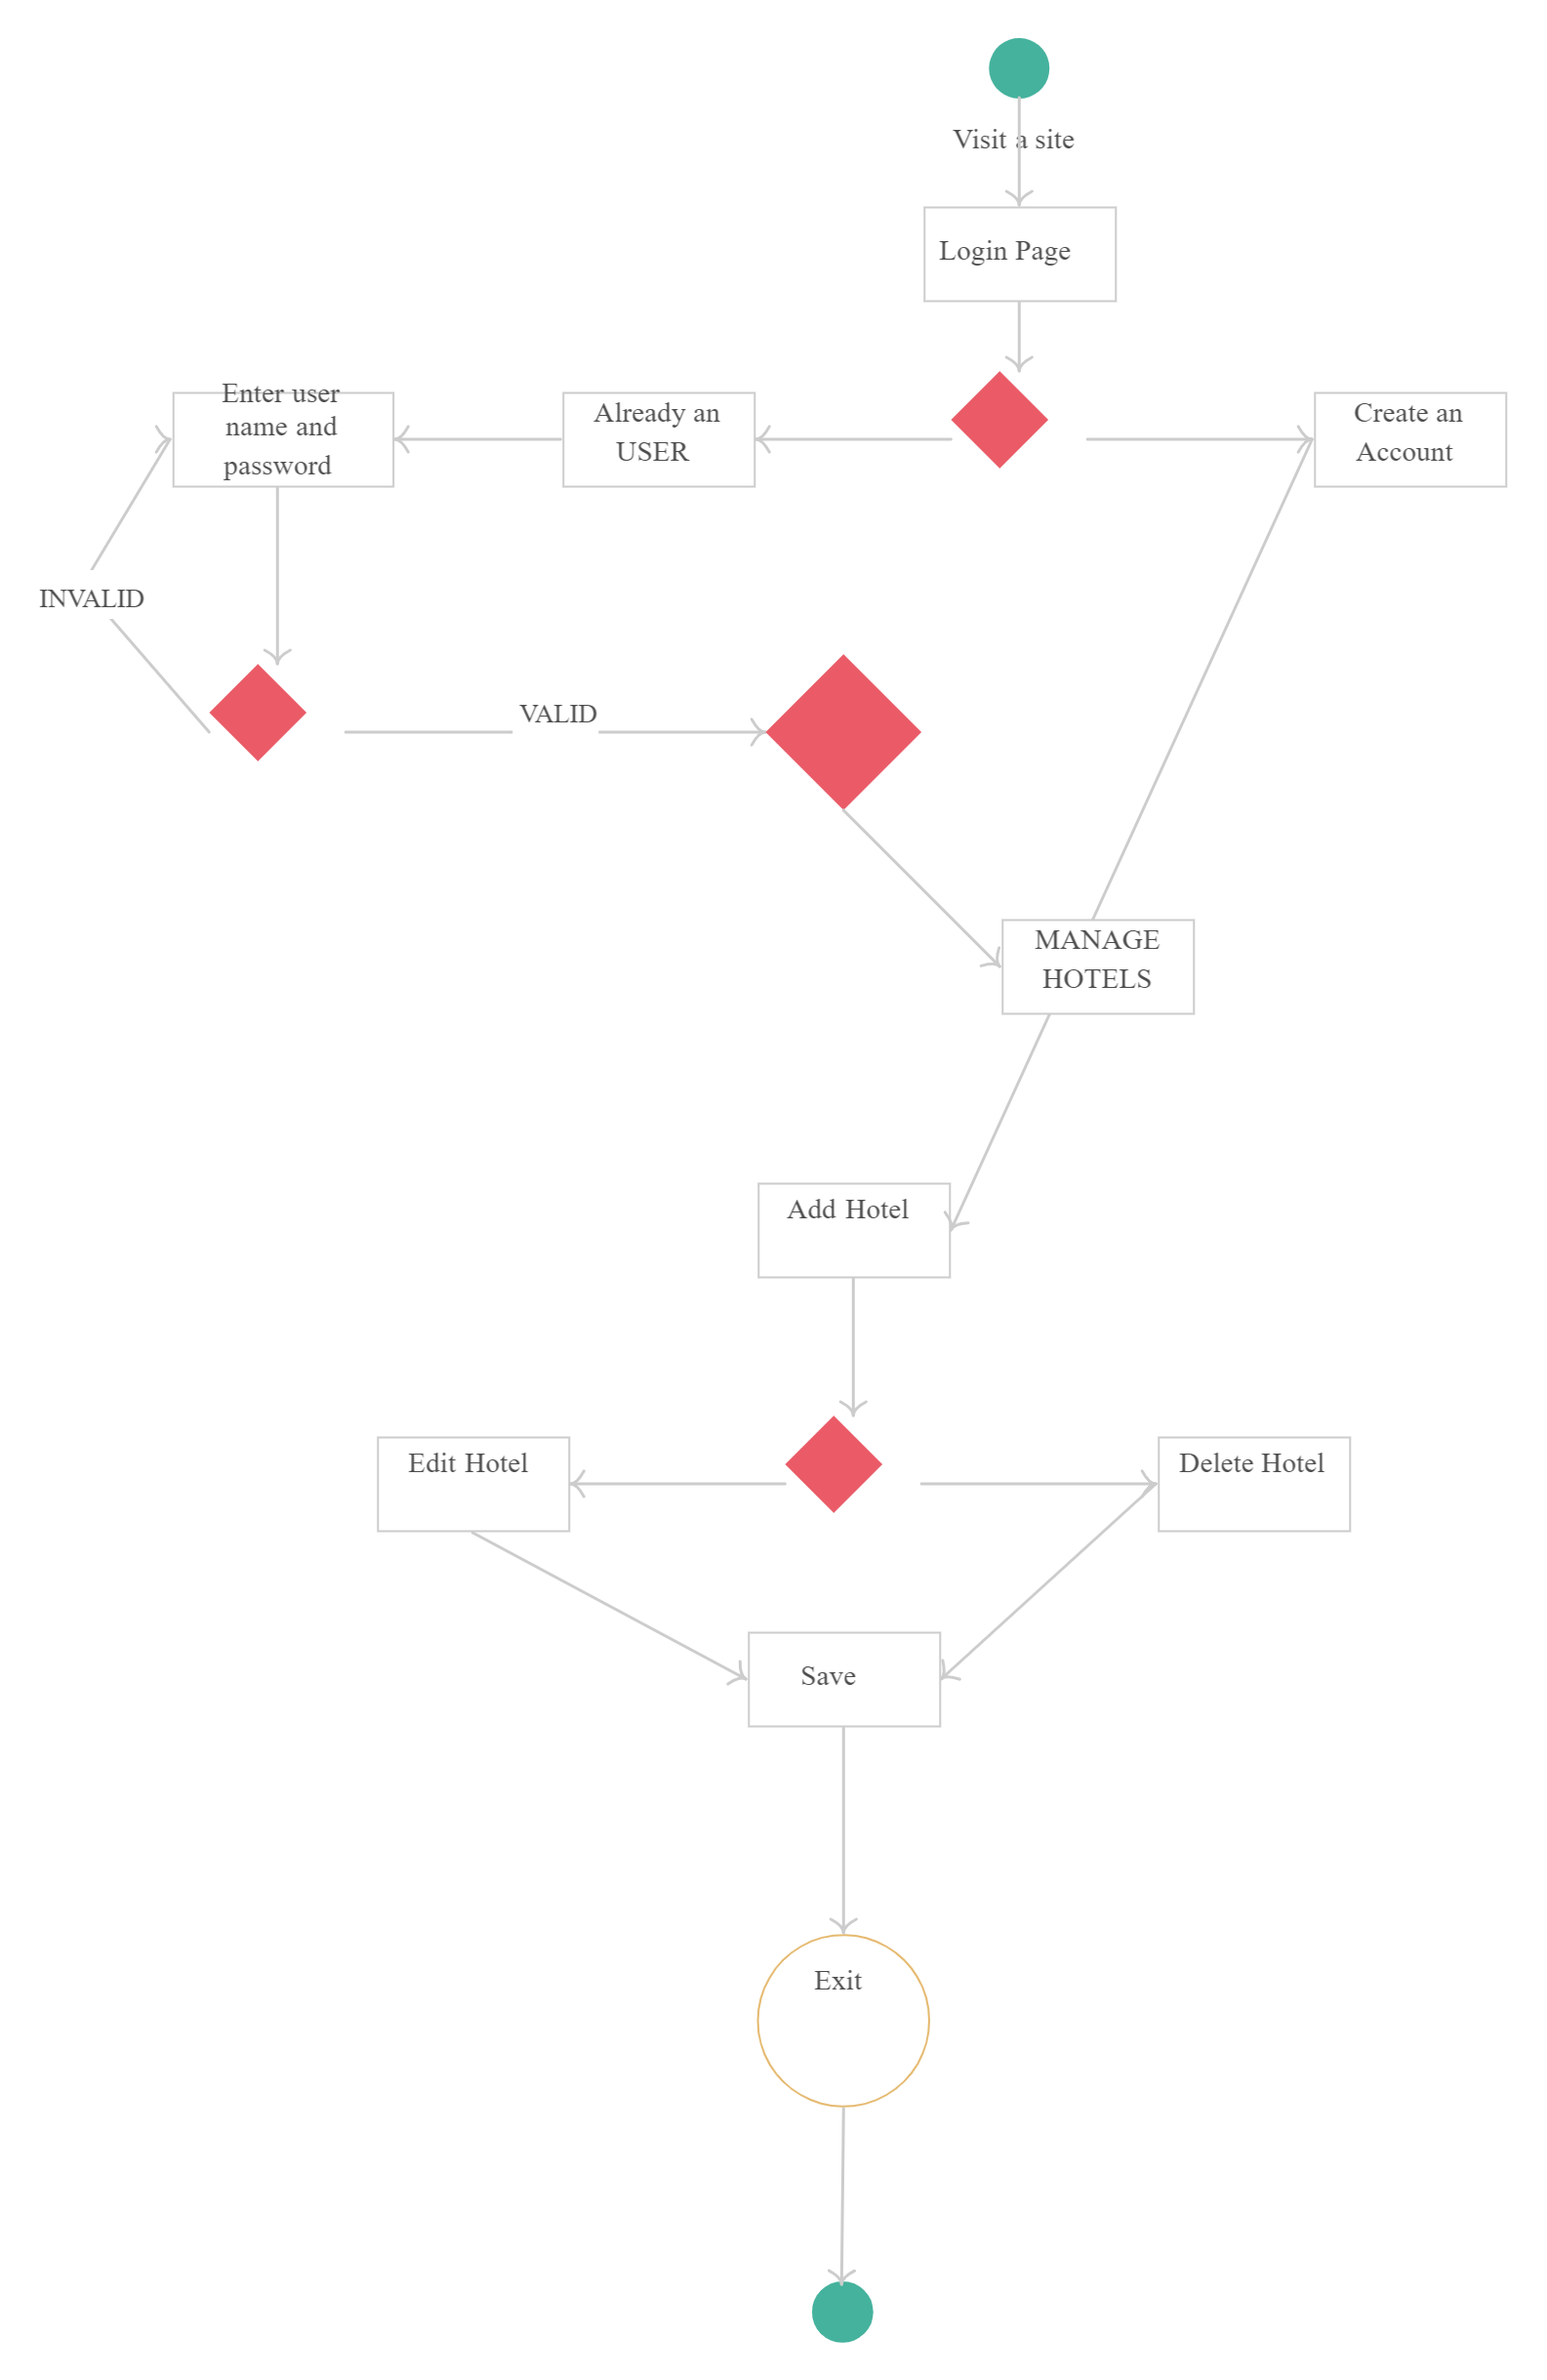 Visit a site
Login Page
Enter user
name and
password
Already an
USER
Create an
Account
INVALID
VALID
MANAGE
HOTELS
Add Hotel
Edit Hotel
Delete Hotel
Save
Exit